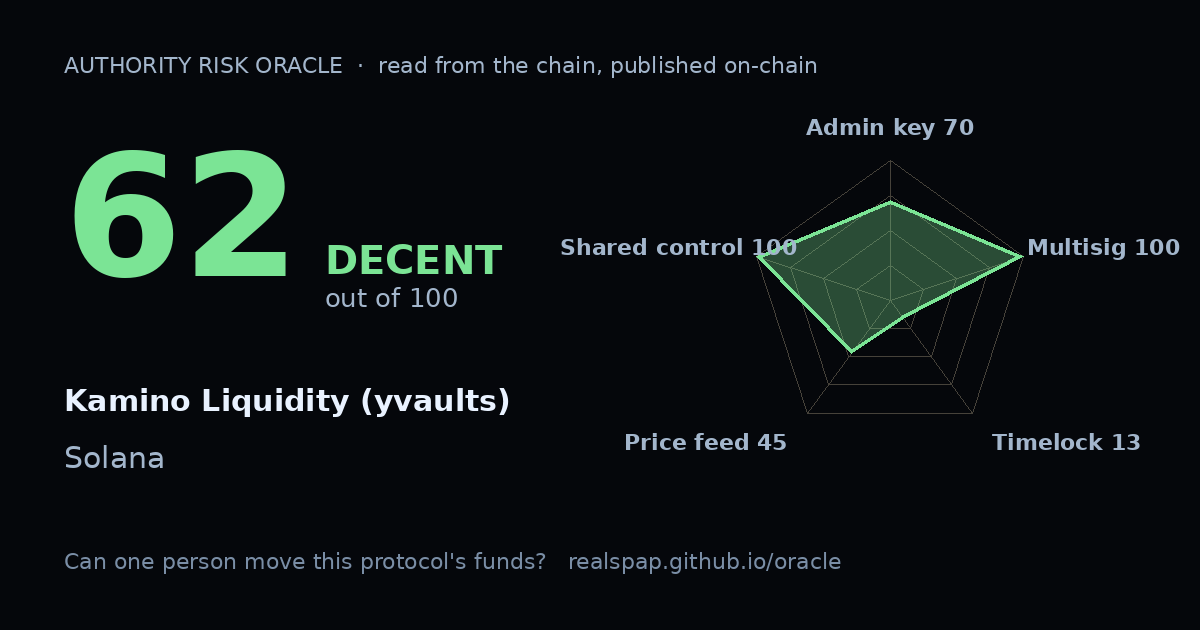 AUTHORITY RISK ORACLE · read from the chain, published on-chain
62
DECENT
out of 100
Kamino Liquidity (yvaults)
Solana
Admin key 70
Shared control 100
Multisig 100
Price feed 45
Timelock 13
Can one person move this protocol's funds? realspap.github.io/oracle